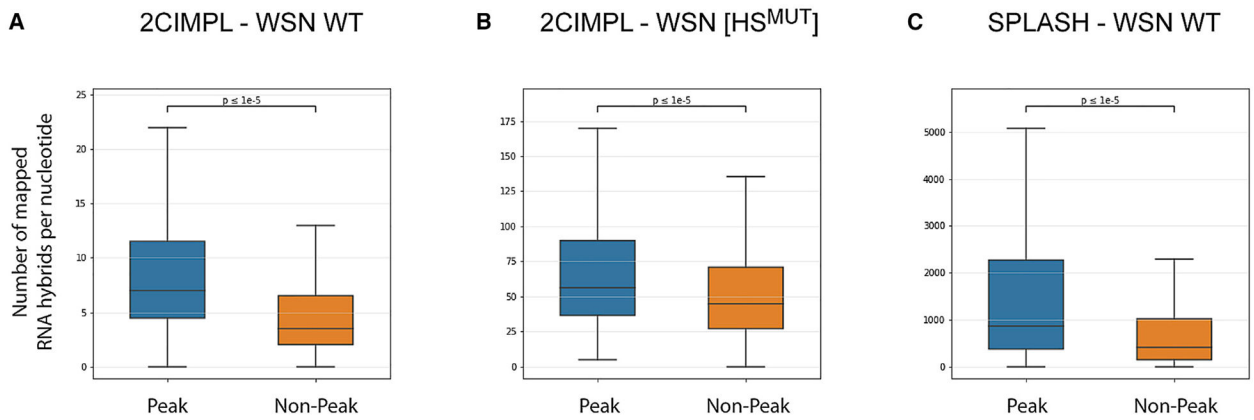 A
2CIMPL - WSN WT
B
2CIMPL - WSN [HSMUT]
C
SPLASH - WSN WT
Number of mapped
RNA hybrids per nucleotide
25
20
15
10
5
0
p ≤ 1e-5
Peak
Non-Peak
175
150
125
100
75
50
25
0
p ≤ 1e-5
Peak
Non-Peak
5000
4000
3000
2000
1000
0
p ≤ 1e-5
Peak
Non-Peak